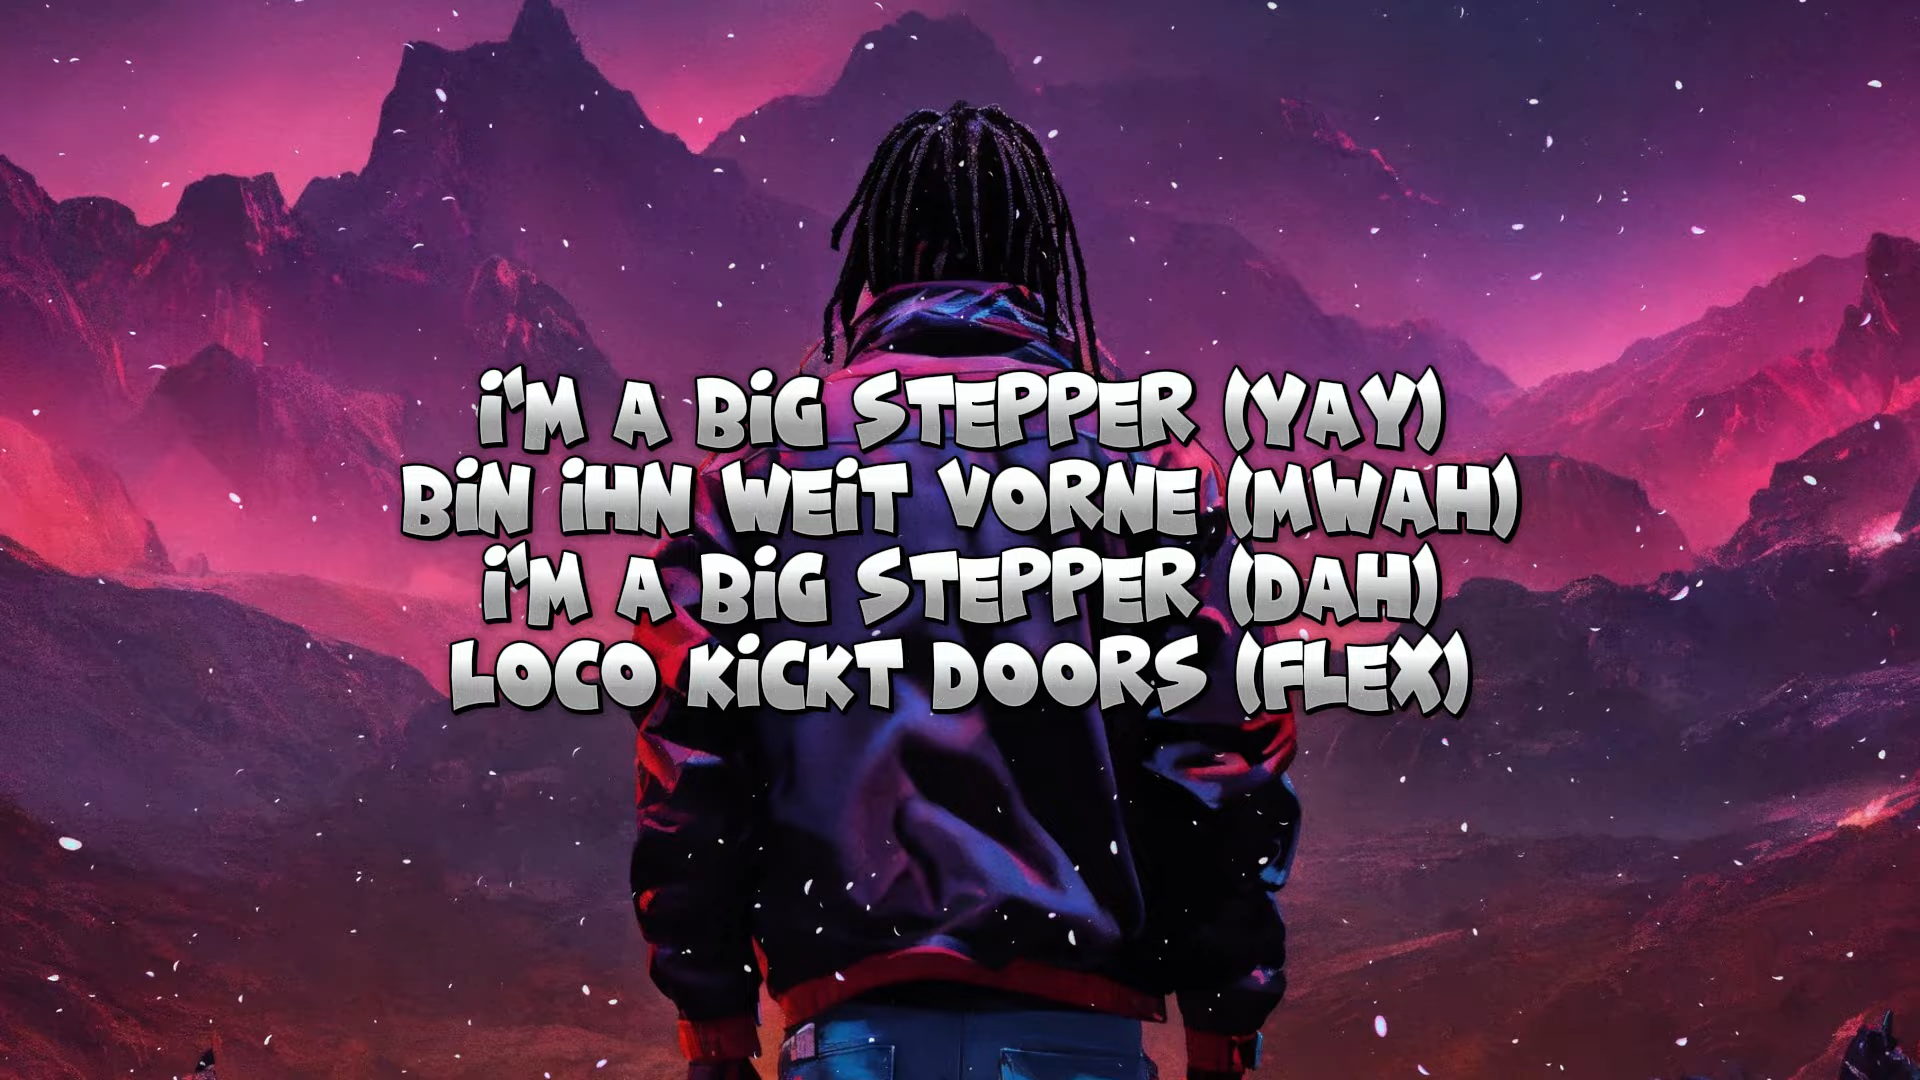 I'M A BIG STEPPER (YAY)
BIN IHN WEIT VORNE (MWAH)
I'M A BIG STEPPER (DAH)
LOCO KICKT DOORS (FLEX)